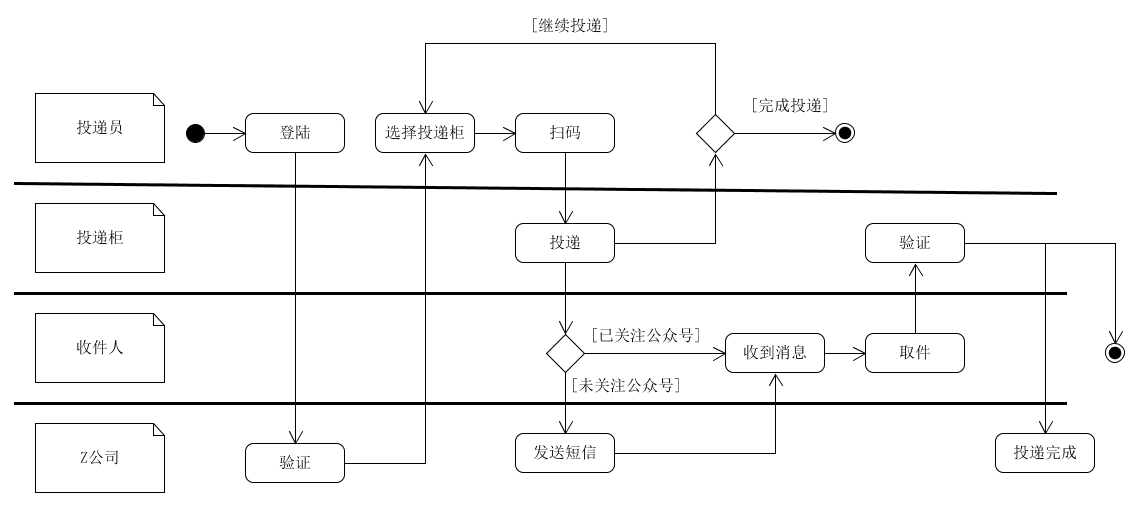 [继续投递]
[完成投递]
投递员
登陆
选择投递柜
扫码
投递柜
投递
验证
[已关注公众号]
收件人
收到消息
取件
[未关注公众号]
Z公司
验证
发送短信
投递完成